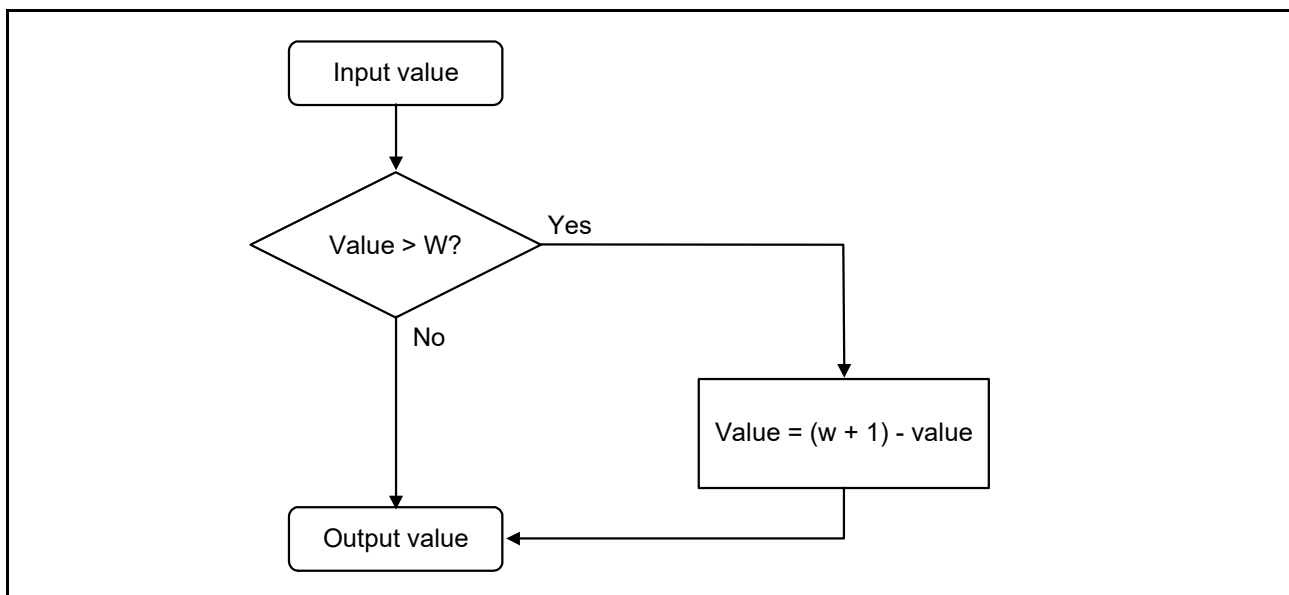 Input value
Value > W?
Yes
No
Value = (w + 1) - value
Output value